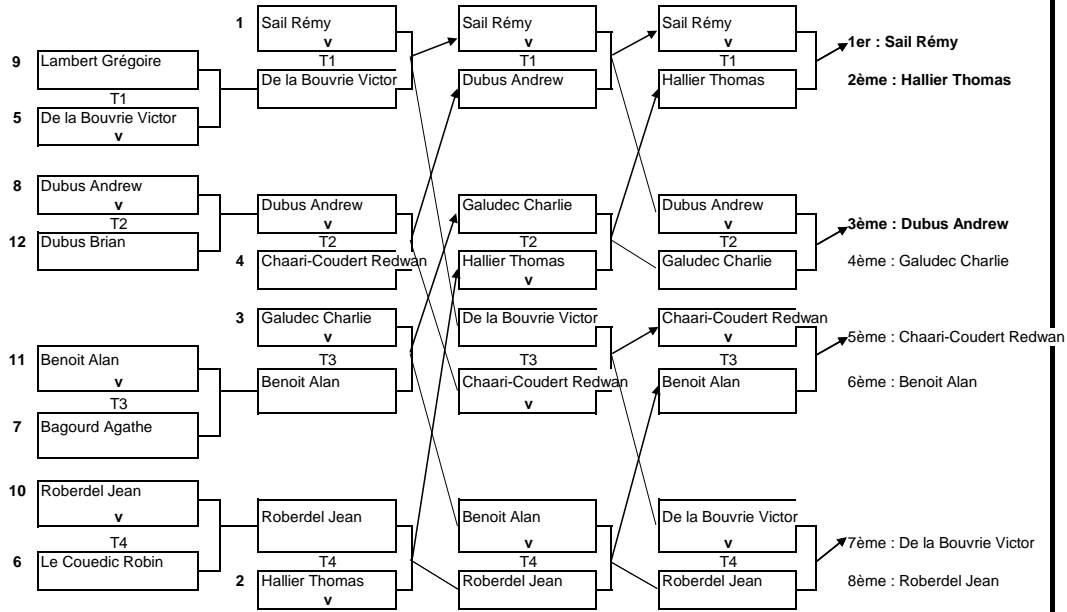 1 Sail Rémy Sail Rémy Sail Rémy
v v v 1er : Sail Rémy
9 Lambert Grégoire T1 T1 T1
De la Bouvrie Victor Dubus Andrew Hallier Thomas 2ème : Hallier Thomas
T1
5 De la Bouvrie Victor
v
8 Dubus Andrew
v Dubus Andrew Galudec Charlie Dubus Andrew
T2 v v 3ème : Dubus Andrew
12 Dubus Brian T2 T2 T2
4 Chaari-Coudert Redwan Hallier Thomas Galudec Charlie 4ème : Galudec Charlie
v
3 Galudec Charlie De la Bouvrie Victor Chaari-Coudert Redwan
v v 5ème : Chaari-Coudert Redwan
11 Benoit Alan T3 T3 T3
v Benoit Alan Chaari-Coudert Redwan Benoit Alan 6ème : Benoit Alan
T3 v
7 Bagourd Agathe
10 Roberdel Jean
v Roberdel Jean Benoit Alan De la Bouvrie Victor
T4 v v 7ème : De la Bouvrie Victor
6 Le Couedic Robin T4 T4 T4
2 Hallier Thomas Roberdel Jean Roberdel Jean 8ème : Roberdel Jean
v